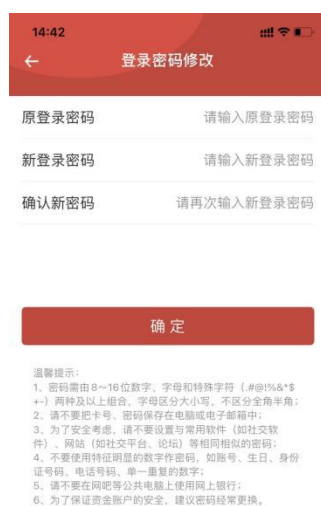 14:42
登录密码修改
原登录密码 请输入原登录密码
新登录密码 请输入新登录密码
确认新密码 请再次输入新登录密码
确 定
温馨提示：
1、密码需由8～16位数字、字母和特殊字符（.#@!%&*$
+-）两种及以上组合，字母区分大小写，不区分全角半角；
2、请不要把卡号、密码保存在电脑或电子邮箱中；
3、为了安全考虑，请不要设置与常用软件（如社交软
件）、网站（如社交平台、论坛）等相同相似的密码；
4、不要使用特征明显的数字作密码，如账号、生日、身份
证号码、电话号码、单一重复的数字；
5、请不要在网吧等公共电脑上使用网上银行；
6、为了保证资金账户的安全，建议密码经常更换。